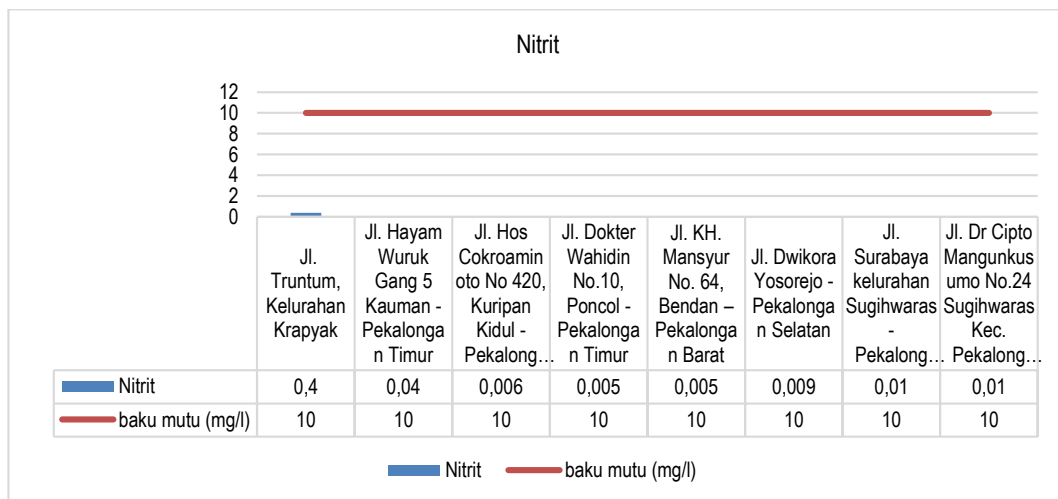 Nitrit
12
10
8
6
4
2
0
Jl.
Truntum,
Kelurahan
Krapyak
Jl. Hayam
Wuruk
Gang 5
Kauman -
Pekalonga
n Timur
Jl. Hos
Cokroamin
oto No 420,
Kuripan
Kidul -
Pekalong...
Jl. Dokter
Wahidin
No.10,
Poncol -
Pekalonga
n Timur
Jl. KH.
Mansyur
No. 64,
Bendan –
Pekalonga
n Barat
Jl. Dwikora
Yosorejo -
Pekalonga
n Selatan
Jl.
Surabaya
kelurahan
Sugihwaras
-
Pekalong...
Jl. Dr Cipto
Mangunkus
umo No.24
Sugihwaras
Kec.
Pekalong...
Nitrit 0,4 0,04 0,006 0,005 0,005 0,009 0,01 0,01
baku mutu (mg/l) 10 10 10 10 10 10 10 10
Nitrit baku mutu (mg/l)